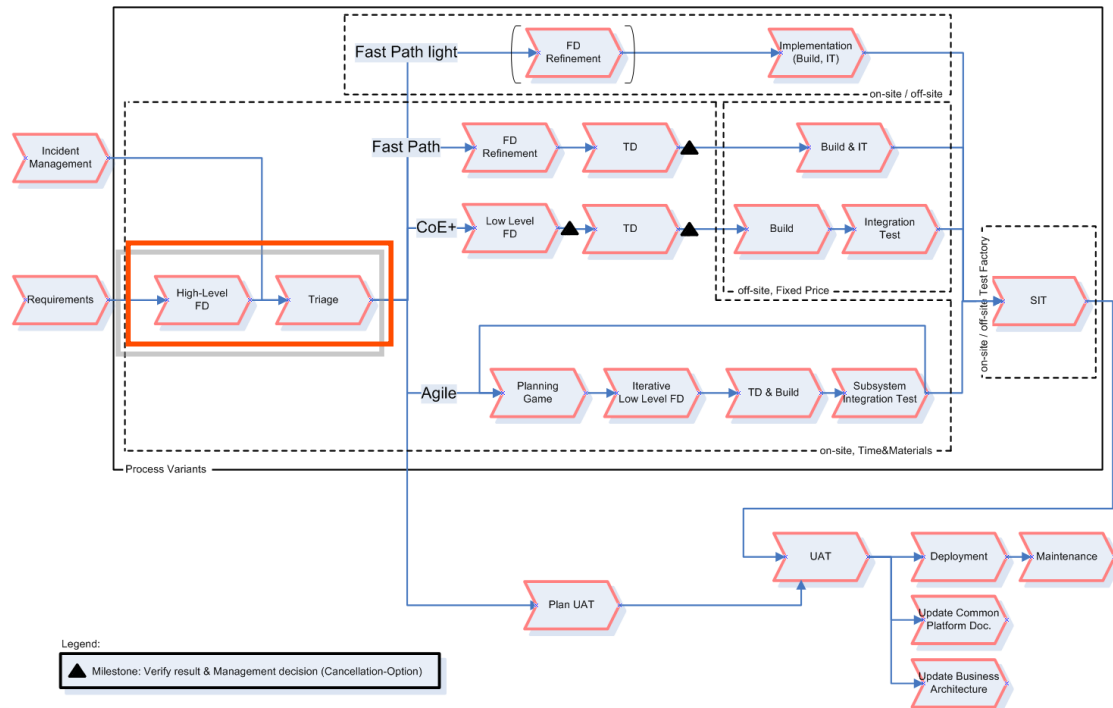 Fast Path light
FD
Refinement
Implementation
(Build, IT)
on-site / off-site
Incident
Management
Fast Path
FD
Refinement
TD
Build & IT
CoE+
Low Level
FD
TD
Build
Integration
Test
off-site, Fixed Price
Requirements
High-Level
FD
Triage
SIT
on-site / off-site Test Factory
Agile
Planning
Game
Iterative
Low Level FD
TD & Build
Subsystem
Integration Test
on-site, Time&Materials
Process Variants
UAT
Deployment
Maintenance
Plan UAT
Update Common
Platform Doc.
Update Business
Architecture
Legend:
Milestone: Verify result & Management decision (Cancellation-Option)